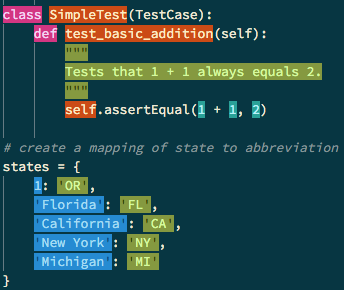 class SimpleTest(TestCase):
    def test_basic_addition(self):
        """
        Tests that 1 + 1 always equals 2.
        """
        self.assertEqual(1 + 1, 2)
# create a mapping of state to abbreviation
states = {
    1: 'OR',
    'Florida': 'FL',
    'California': 'CA',
    'New York': 'NY',
    'Michigan': 'MI'
}